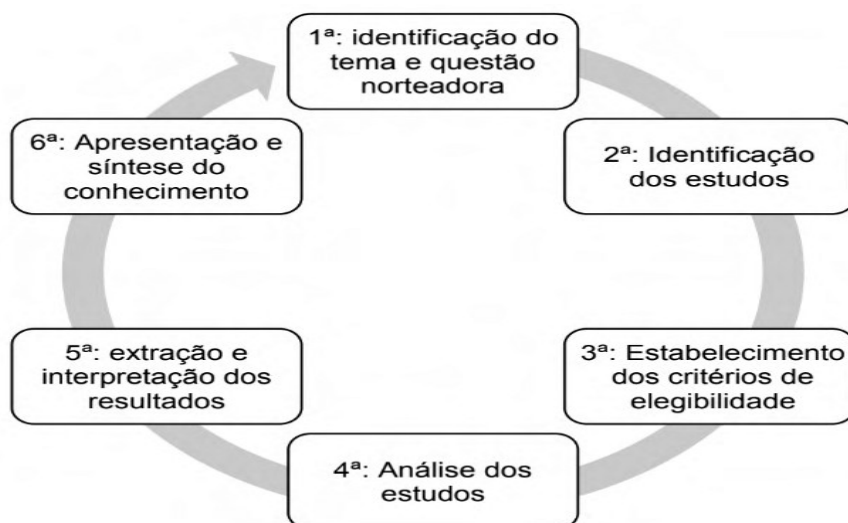 1ª: identificação do
tema e questão
norteadora
2ª: Identificação
dos estudos
3ª: Estabelecimento
dos critérios de
elegibilidade
4ª: Análise dos
estudos
5ª: extração e
interpretação dos
resultados
6ª: Apresentação e
síntese do
conhecimento